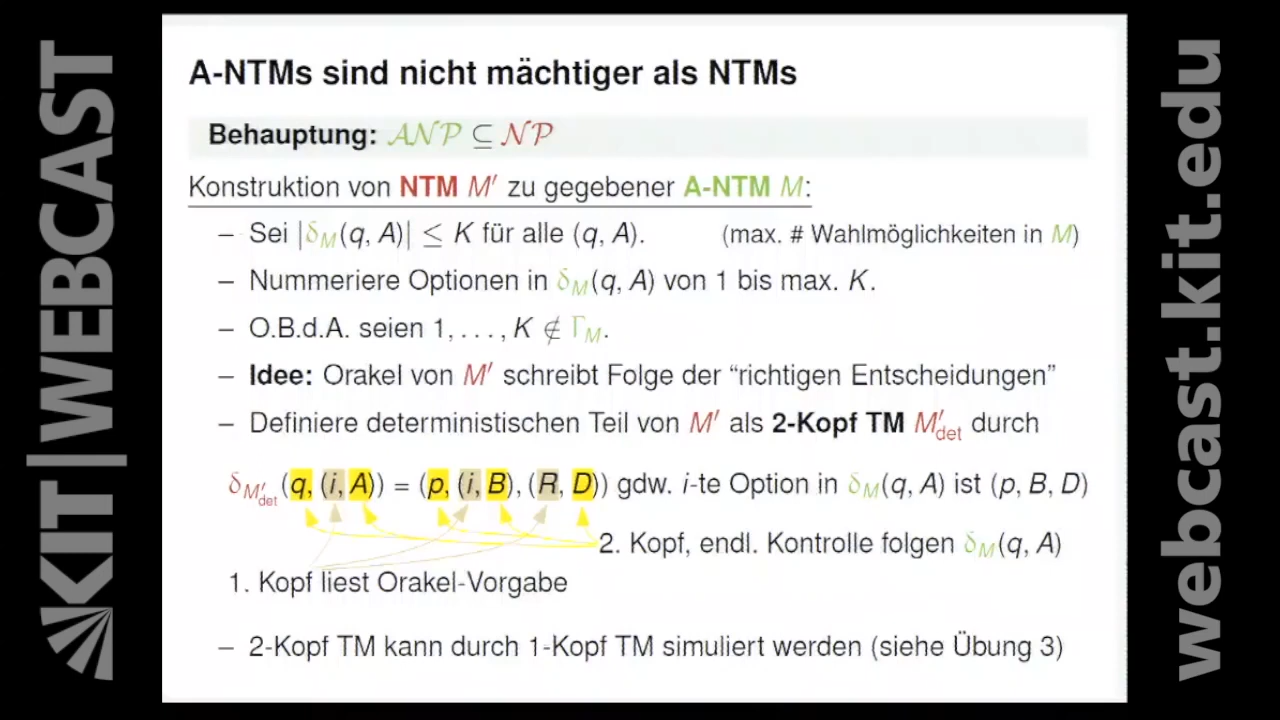 KIT|WEBCAST
A-NTMs sind nicht mächtiger als NTMs
Behauptung: 𝒜𝒩𝒫 ⊆ 𝒩𝒫
Konstruktion von NTM M′ zu gegebener A-NTM M:
– Sei |δ_M(q, A)| ≤ K für alle (q, A). (max. # Wahlmöglichkeiten in M)
– Nummeriere Optionen in δ_M(q, A) von 1 bis max. K.
– O.B.d.A. seien 1, . . . , K ∉ Γ_M.
– Idee: Orakel von M′ schreibt Folge der “richtigen Entscheidungen”
– Definiere deterministischen Teil von M′ als 2-Kopf TM M′_det durch
δ_{M′_det}(q, (i, A)) = (p, (i, B), (R, D)) gdw. i-te Option in δ_M(q, A) ist (p, B, D)
2. Kopf, endl. Kontrolle folgen δ_M(q, A)
1. Kopf liest Orakel-Vorgabe
– 2-Kopf TM kann durch 1-Kopf TM simuliert werden (siehe Übung 3)
webcast.kit.edu